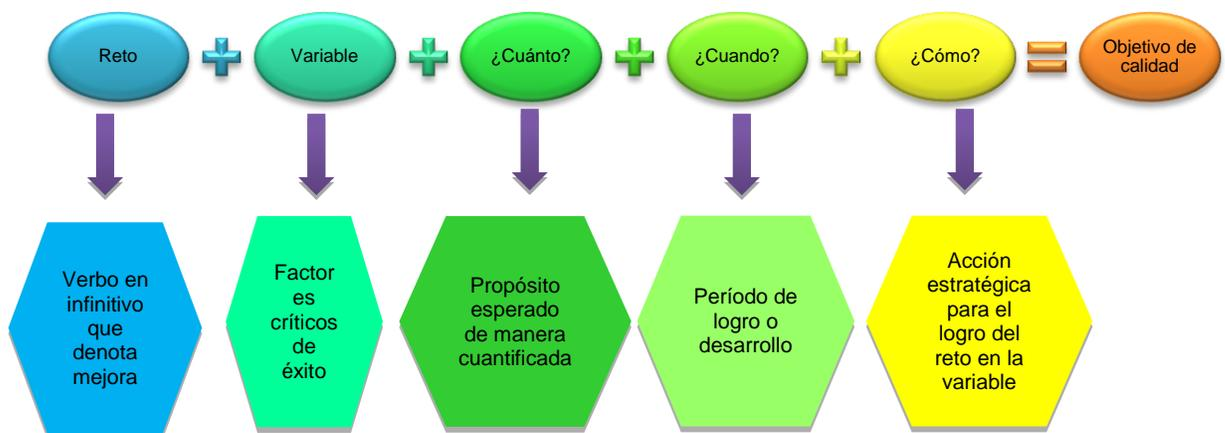 Reto
Variable
¿Cuánto?
¿Cuando?
¿Cómo?
Objetivo de
calidad
Verbo en
infinitivo
que
denota
mejora
Factor
es
críticos
de
éxito
Propósito
esperado
de manera
cuantificada
Período de
logro o
desarrollo
Acción
estratégica
para el
logro del
reto en la
variable